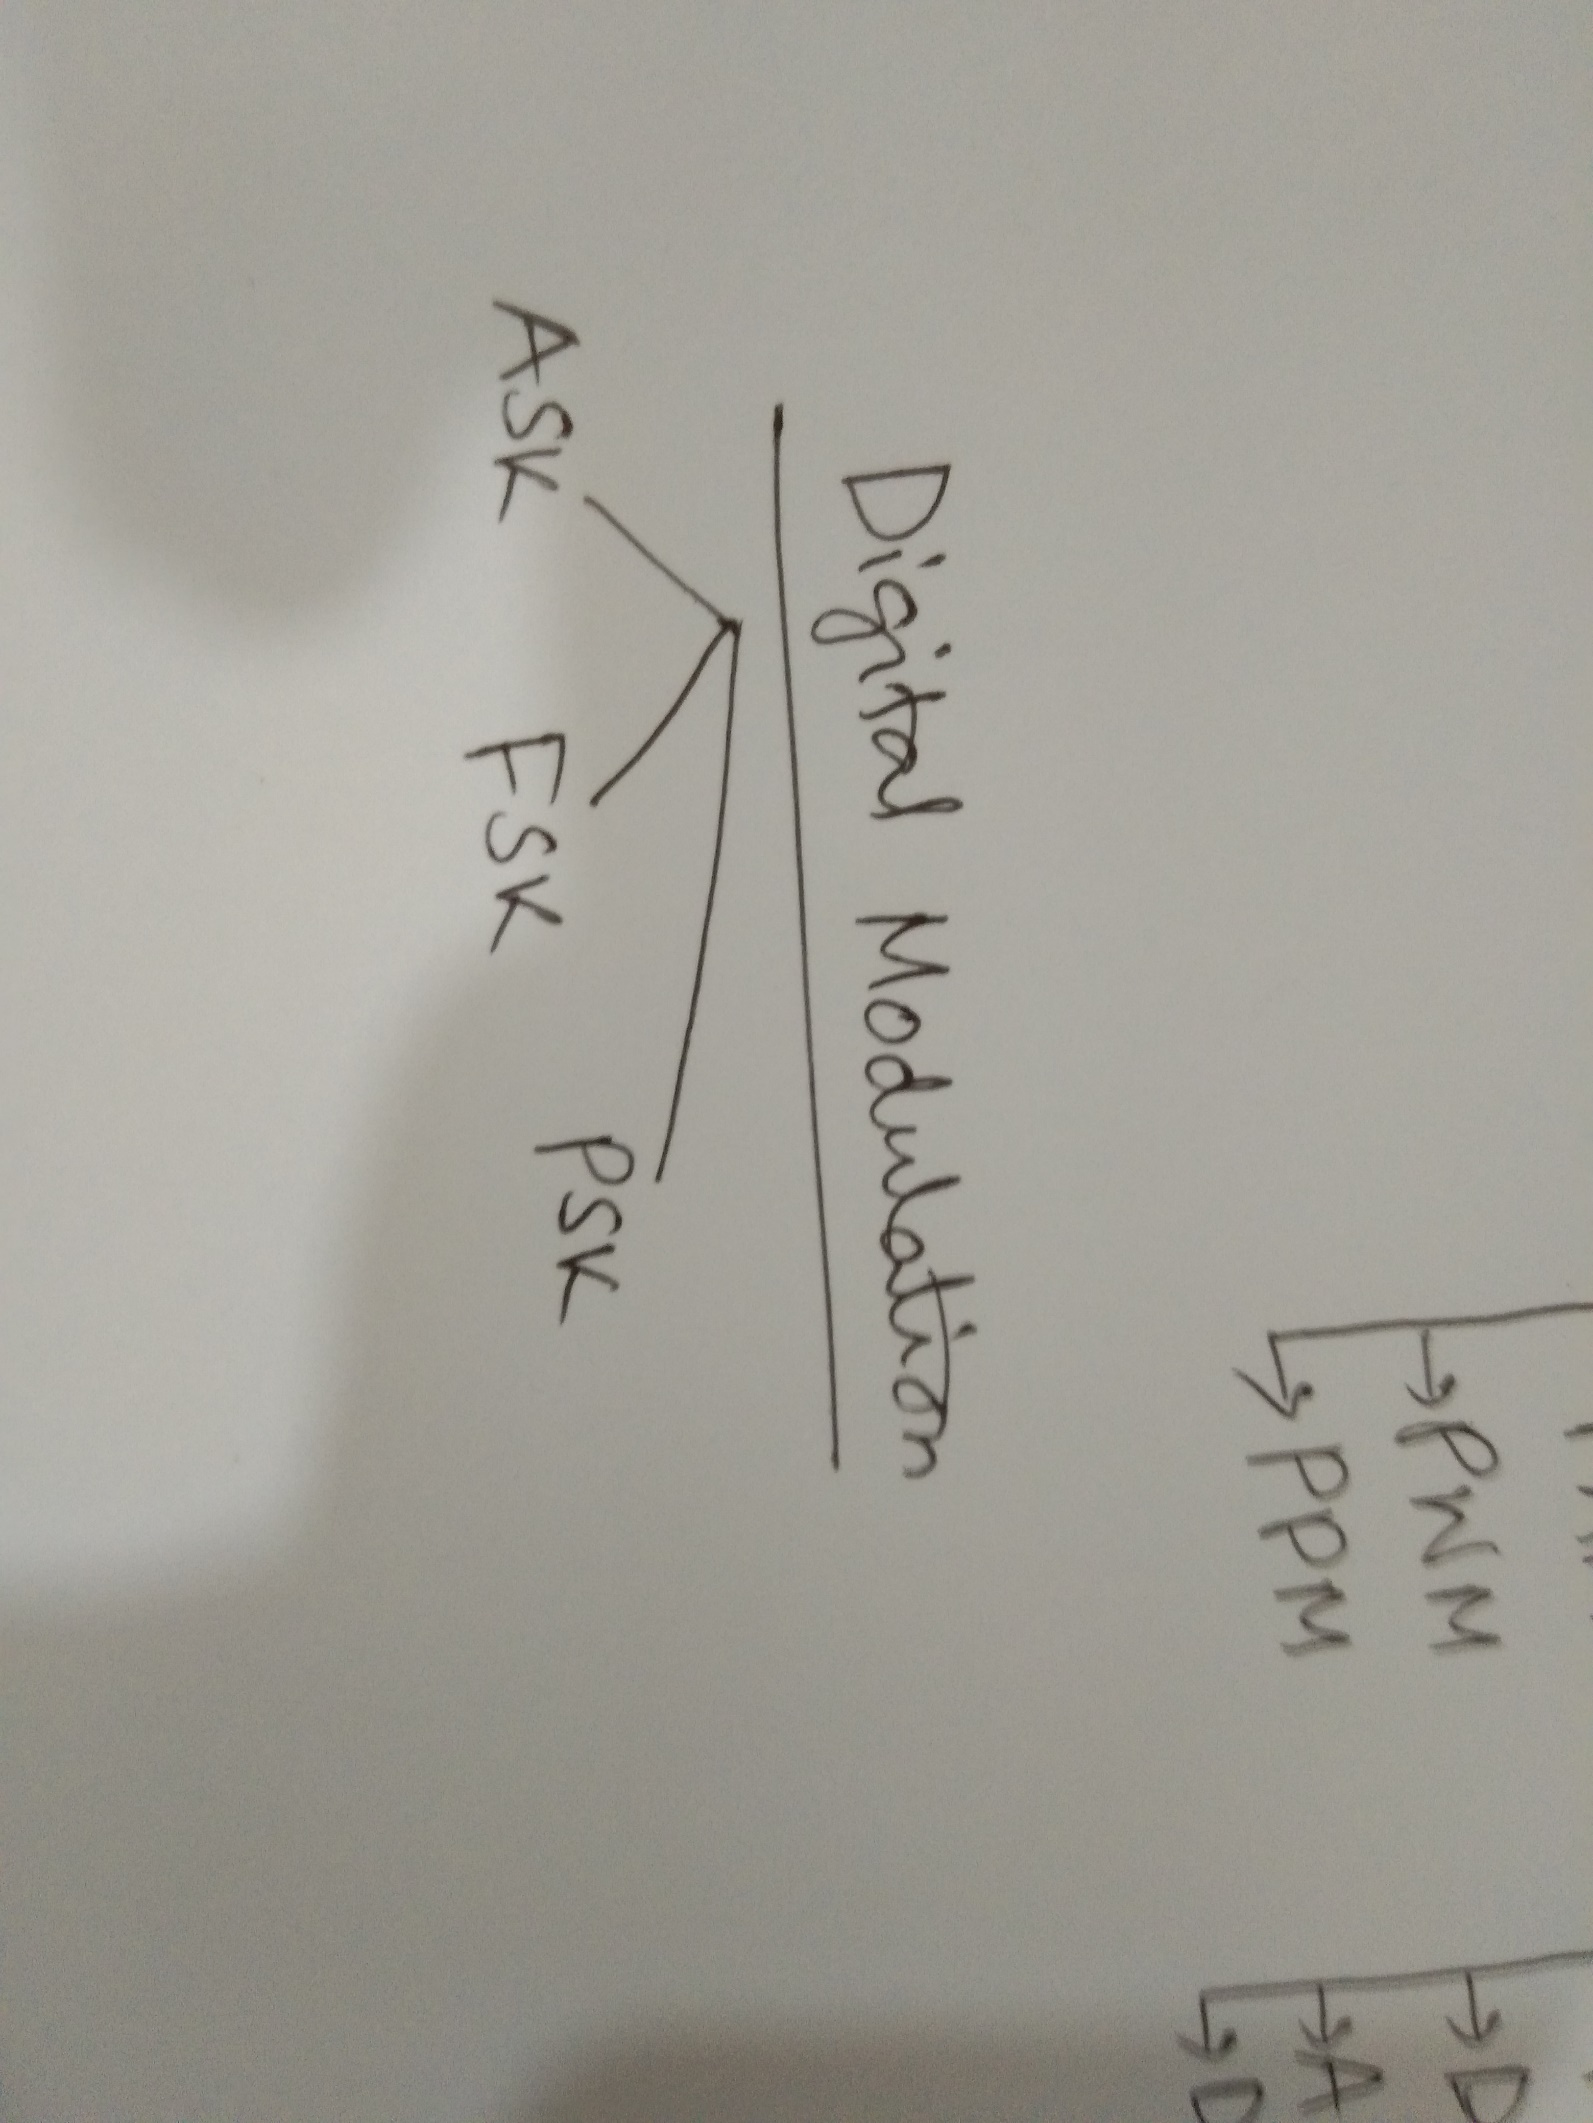 PWM
PPM
D
A
D
Digital Modulation
ASK FSK PSK